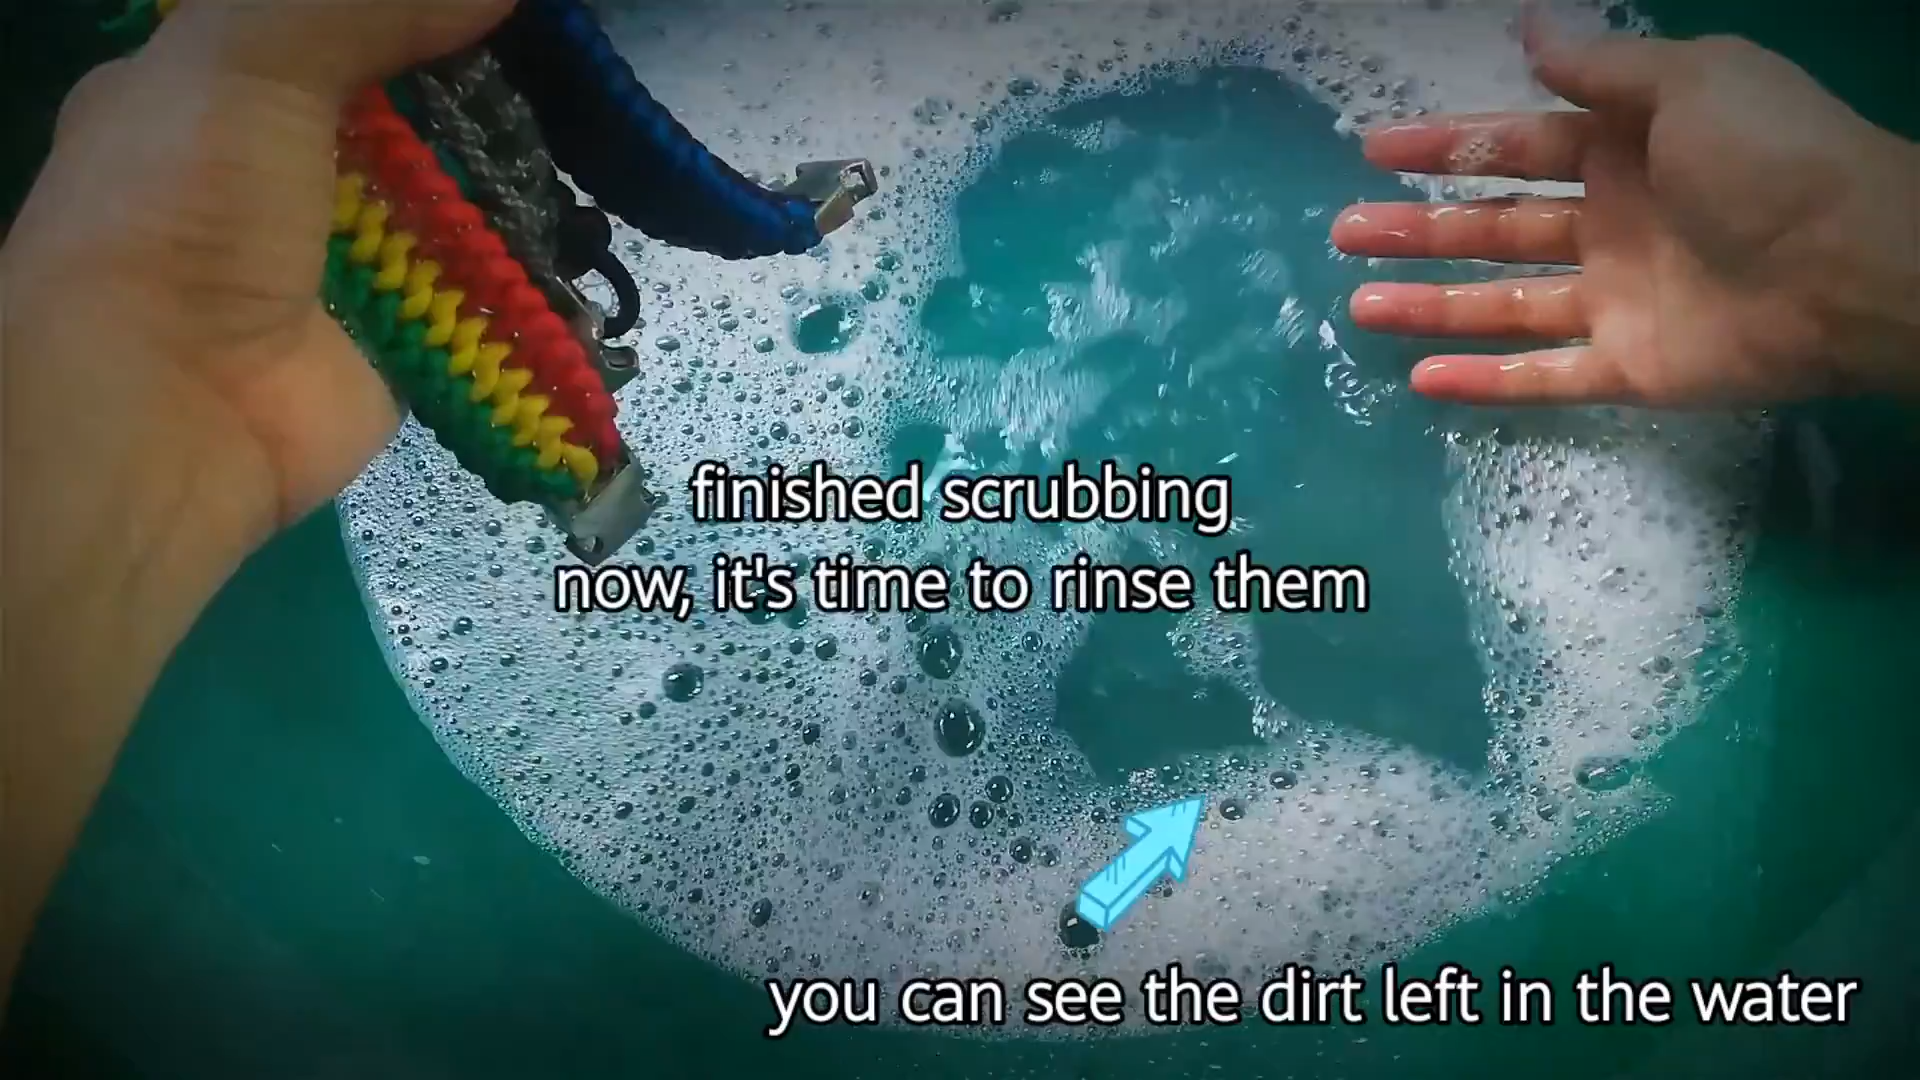 finished scrubbing
now, it's time to rinse them
you can see the dirt left in the water